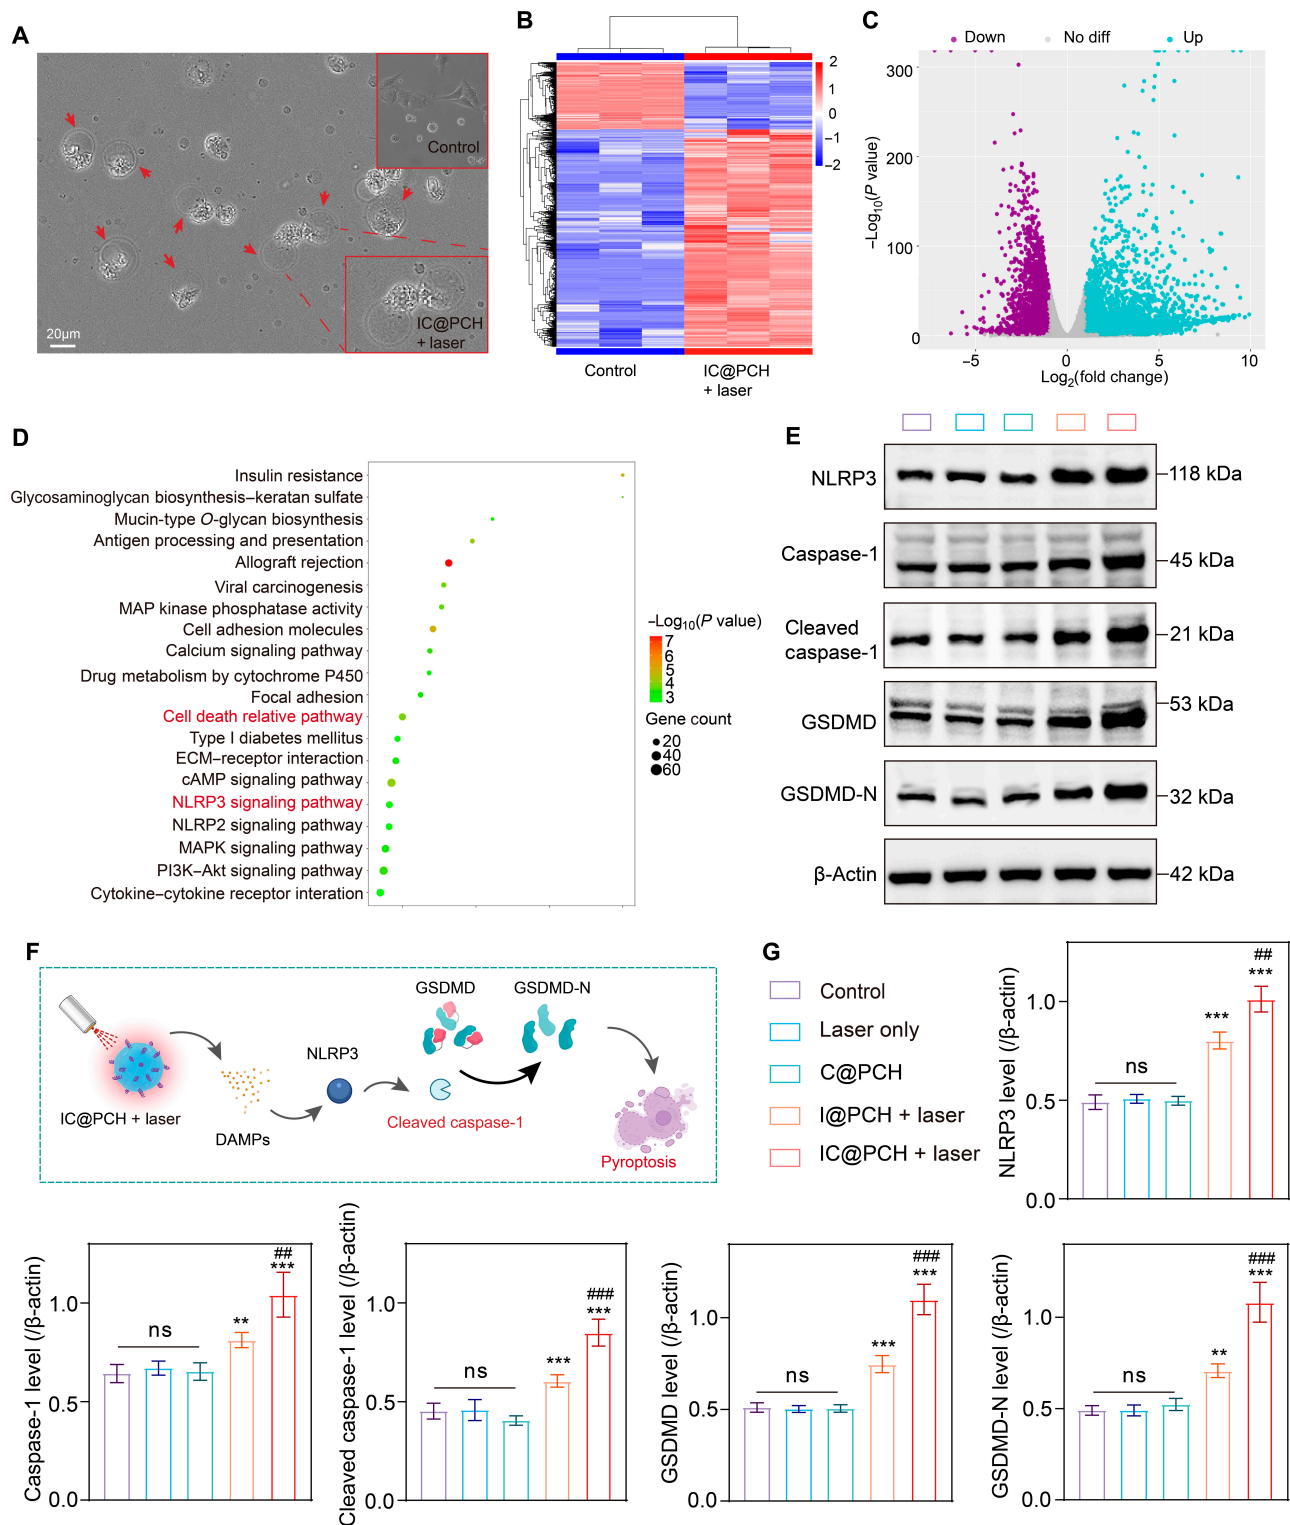 A
Control
IC@PCH
+ laser
20μm
B
2
1
0
−1
−2
Control
IC@PCH
+ laser
C
Down
No diff
Up
−Log10(P value)
300
200
100
0
−5
0
5
10
Log2(fold change)
D
Insulin resistance
Glycosaminoglycan biosynthesis–keratan sulfate
Mucin-type O-glycan biosynthesis
Antigen processing and presentation
Allograft rejection
Viral carcinogenesis
MAP kinase phosphatase activity
Cell adhesion molecules
Calcium signaling pathway
Drug metabolism by cytochrome P450
Focal adhesion
Cell death relative pathway
Type I diabetes mellitus
ECM–receptor interaction
cAMP signaling pathway
NLRP3 signaling pathway
NLRP2 signaling pathway
MAPK signaling pathway
PI3K–Akt signaling pathway
Cytokine–cytokine receptor interation
−Log10(P value)
7
6
5
4
3
Gene count
20
40
60
E
NLRP3
118 kDa
Caspase-1
45 kDa
Cleaved
caspase-1
21 kDa
GSDMD
53 kDa
GSDMD-N
32 kDa
β-Actin
42 kDa
F
IC@PCH + laser
DAMPs
NLRP3
GSDMD
Cleaved caspase-1
GSDMD-N
Pyroptosis
G
Control
Laser only
C@PCH
I@PCH + laser
IC@PCH + laser
NLRP3 level (/β-actin)
1.0
0.5
0.0
ns
***
##
***
Caspase-1 level (/β-actin)
1.0
0.5
0.0
ns
**
##
***
Cleaved caspase-1 level (/β-actin)
1.0
0.5
0.0
ns
***
###
***
GSDMD level (/β-actin)
1.0
0.5
0.0
ns
***
###
***
GSDMD-N level (/β-actin)
1.0
0.5
0.0
ns
**
###
***